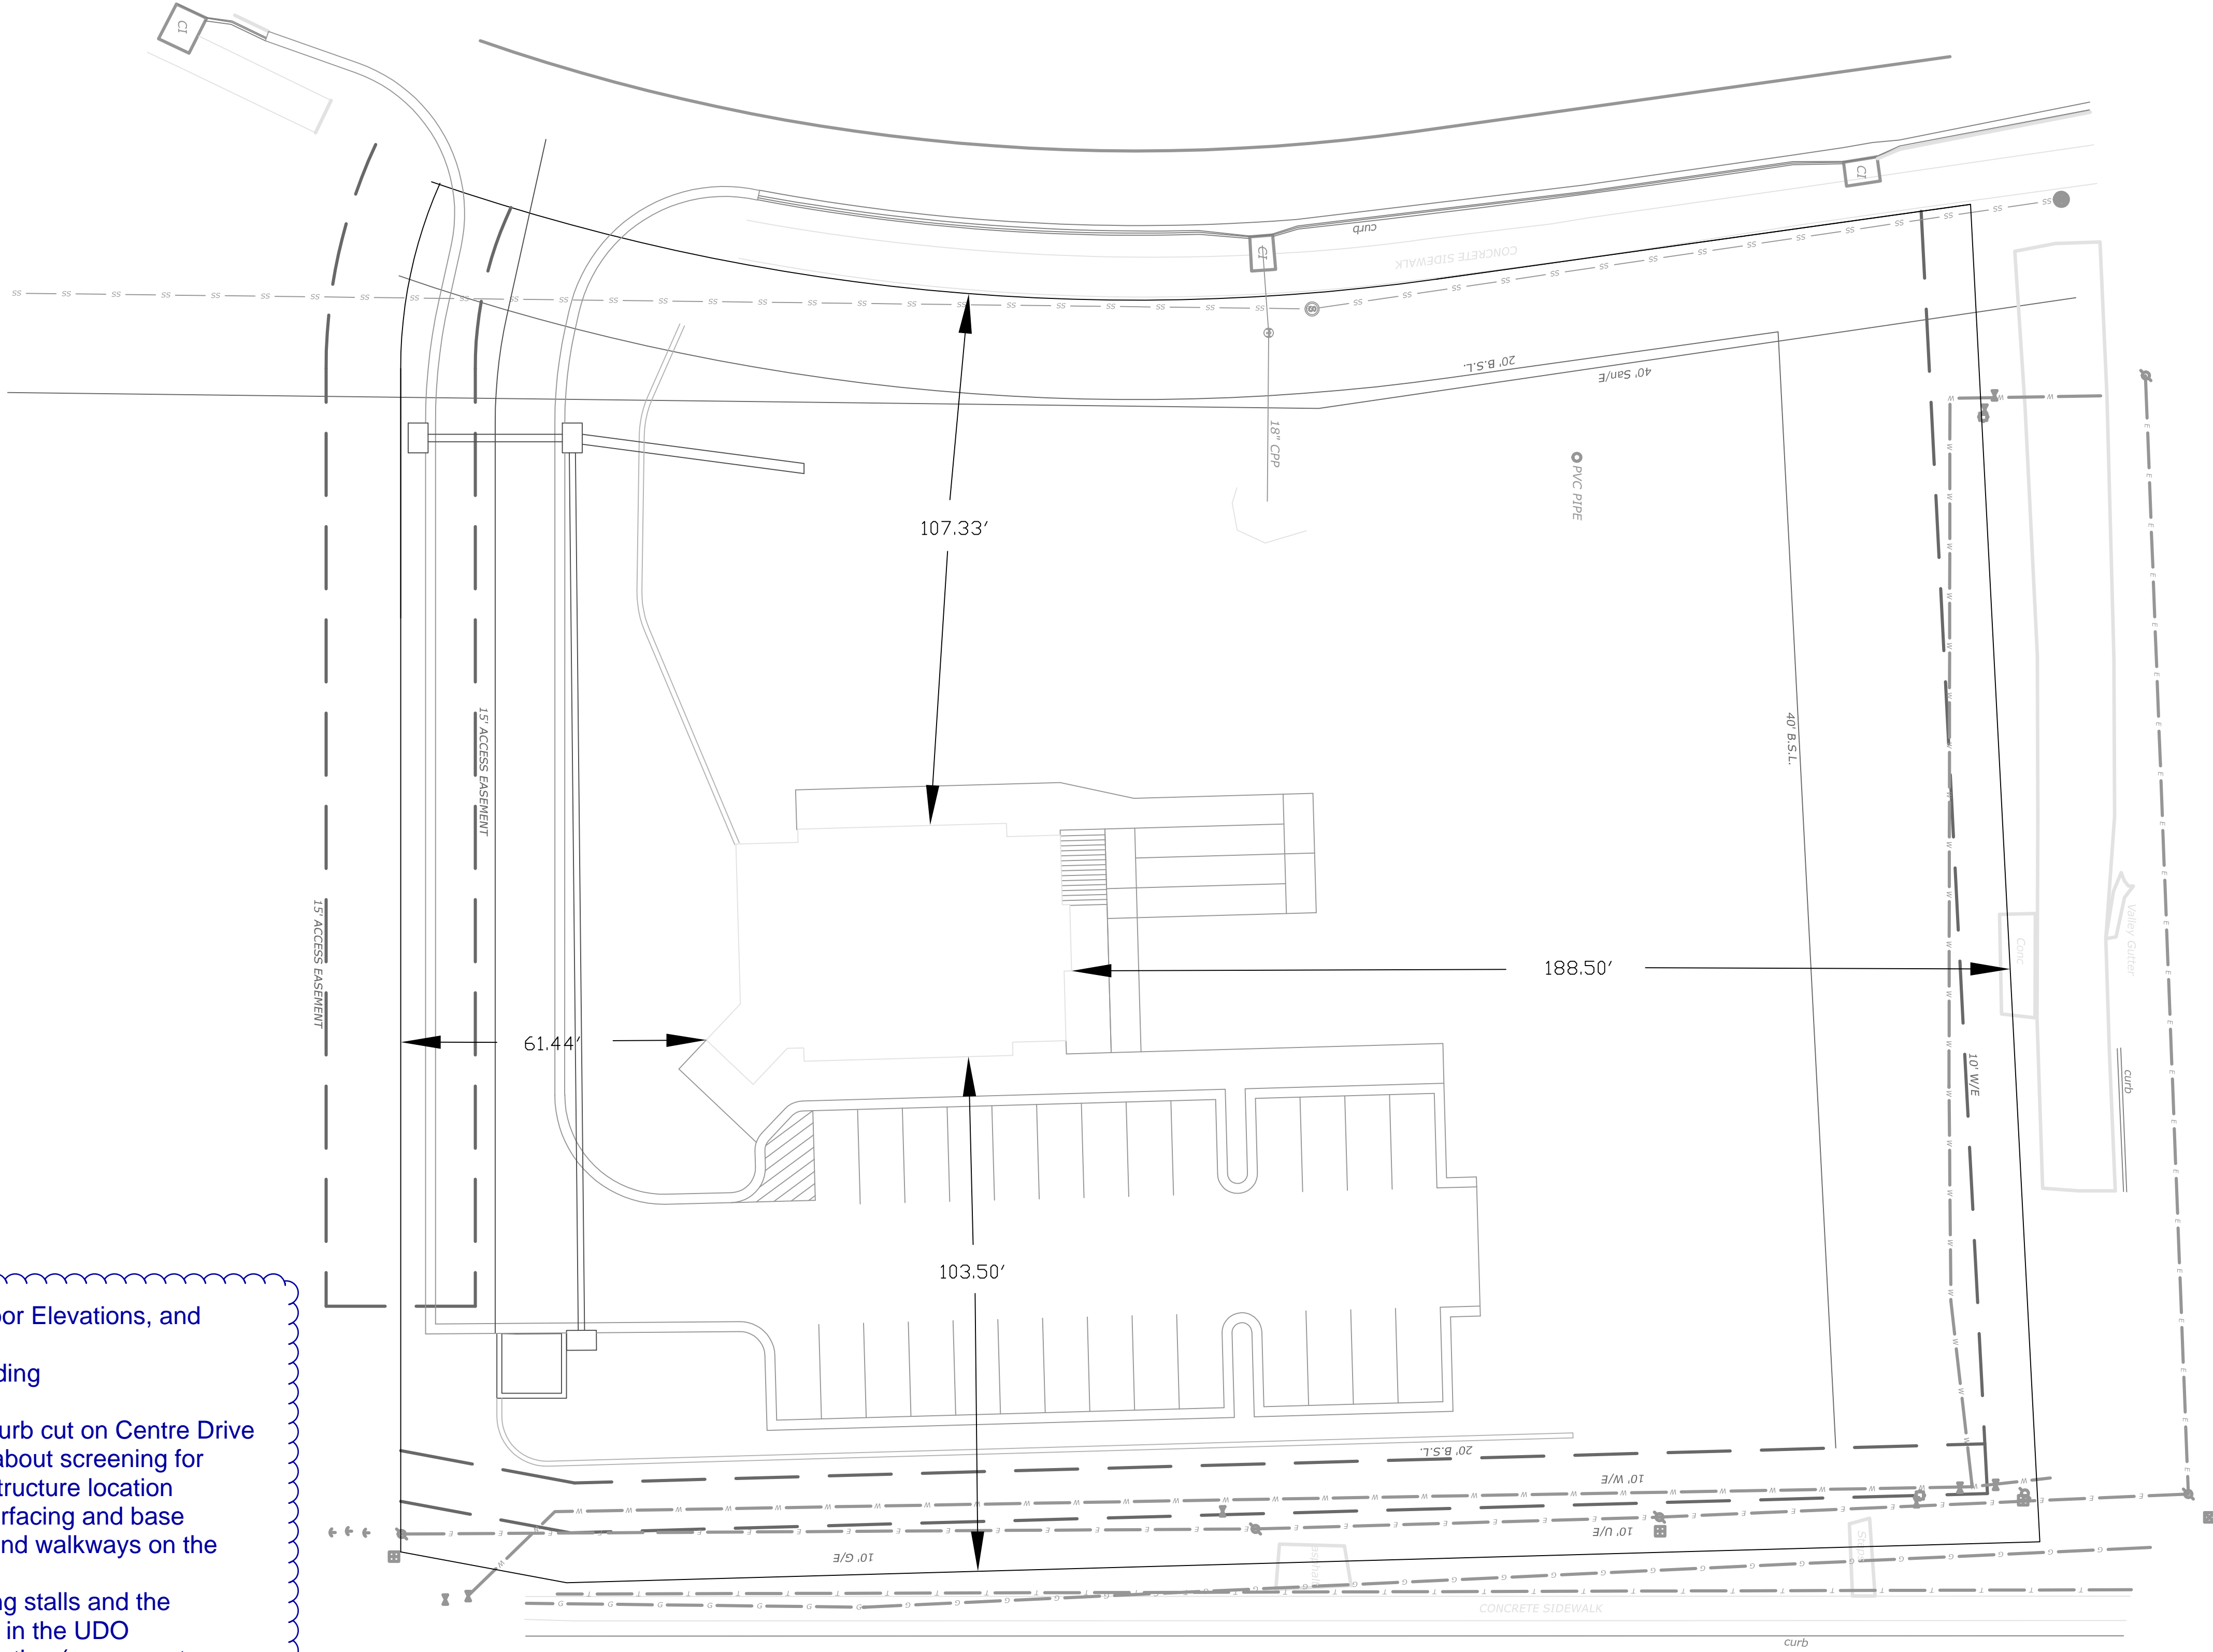 CI
curb
CONCRETE SIDEWALK
CI
CI
SS
20' B.S.L.
40' San/E
18" CPP
PVC PIPE
107.33'
15' ACCESS EASEMENT
15' ACCESS EASEMENT
40' B.S.L.
Conc
Valley Gutter
188.50'
61.44'
10' W/E
curb
103.50'
20' B.S.L.
10' W/E
10' U/E
10' G/E
CONCRETE SIDEWALK
curb
oor Elevations, and
ding
urb cut on Centre Drive
about screening for
tructure location
rfacing and base
nd walkways on the
ng stalls and the
in the UDO